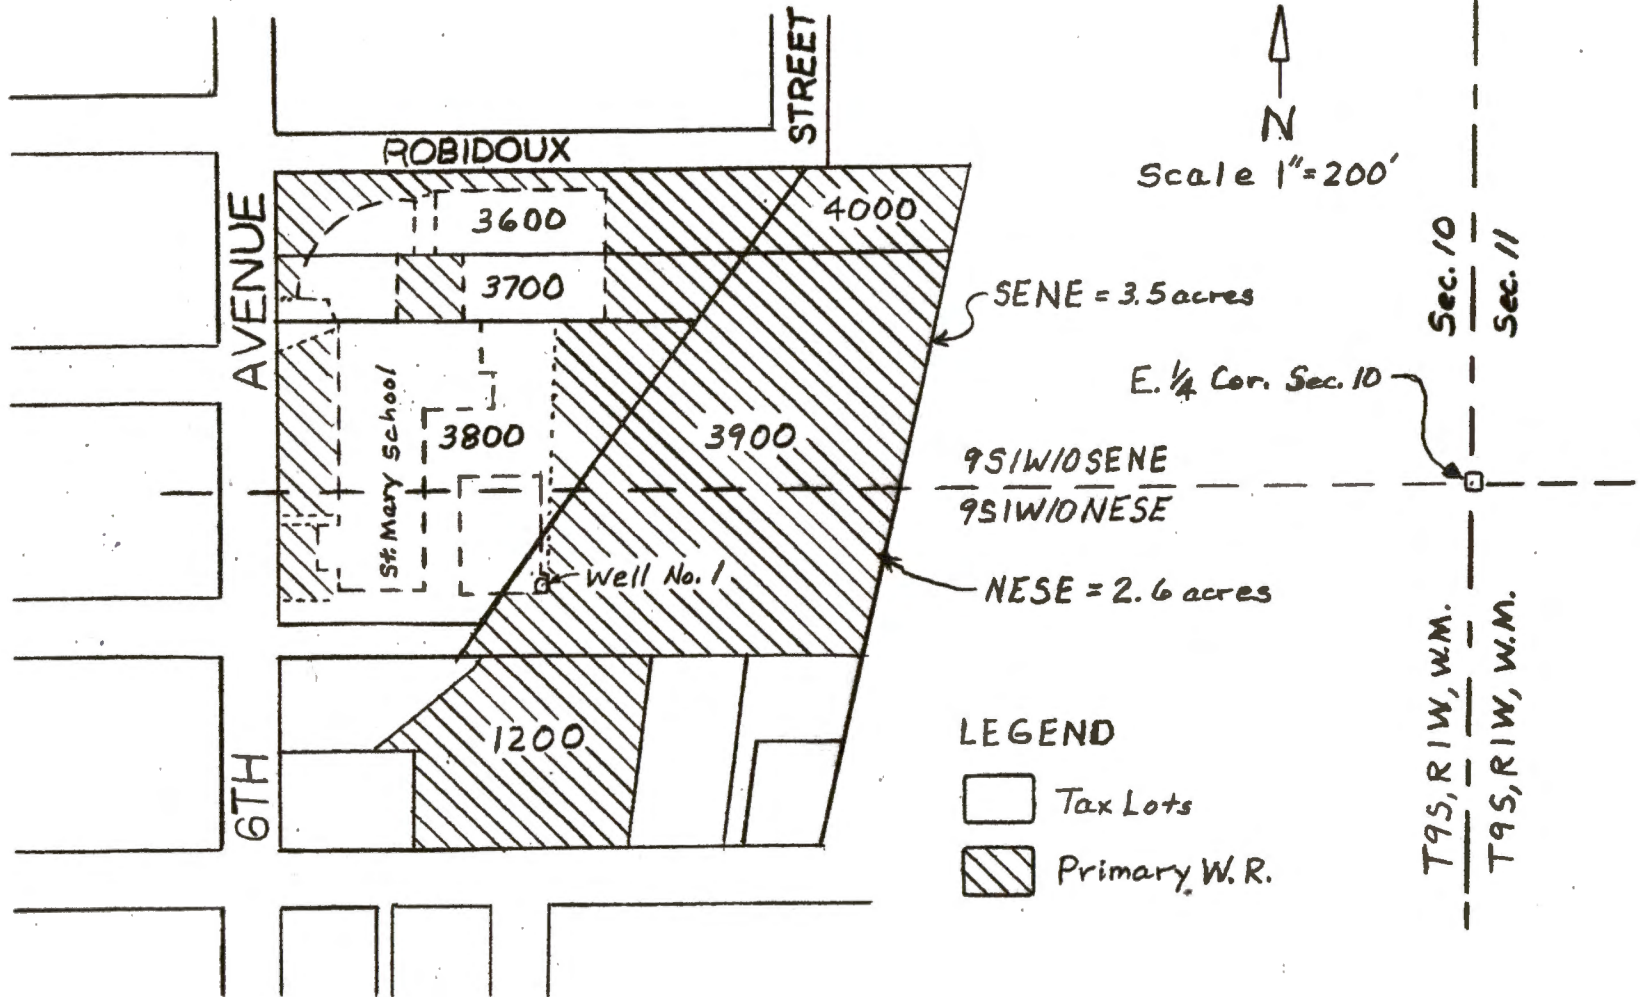 STREET
N
ROBIDOUX
Scale 1"=200'
AVENUE
3600
4000
3700
Sec. 10
Sec. 11
SENE = 3.5 acres
E. 1/4 Cor. Sec. 10
St. Mary School
3800
3900
9S1W10SENE
9S1W10NESE
Well No. 1
NESE = 2.6 acres
T9S, R1W, W.M.
T9S, R1W, W.M.
6TH
1200
LEGEND
Tax Lots
Primary W.R.